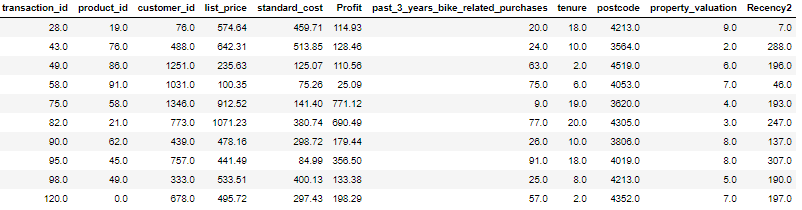 transaction_id product_id customer_id list_price standard_cost Profit past_3_years_bike_related_purchases tenure postcode property_valuation Recency2
28.0 19.0 76.0 574.64 459.71 114.93 20.0 18.0 4213.0 9.0 7.0
43.0 76.0 488.0 642.31 513.85 128.46 24.0 10.0 3564.0 2.0 288.0
49.0 86.0 1251.0 235.63 125.07 110.56 63.0 2.0 4519.0 6.0 196.0
58.0 91.0 1031.0 100.35 75.26 25.09 75.0 6.0 4053.0 7.0 46.0
75.0 58.0 1346.0 912.52 141.40 771.12 9.0 19.0 3620.0 4.0 193.0
82.0 21.0 773.0 1071.23 380.74 690.49 77.0 20.0 4305.0 3.0 247.0
90.0 62.0 439.0 478.16 298.72 179.44 26.0 10.0 3806.0 8.0 137.0
95.0 45.0 757.0 441.49 84.99 356.50 91.0 18.0 4019.0 8.0 307.0
98.0 49.0 333.0 533.51 400.13 133.38 25.0 8.0 4213.0 5.0 190.0
120.0 0.0 678.0 495.72 297.43 198.29 57.0 2.0 4352.0 7.0 197.0